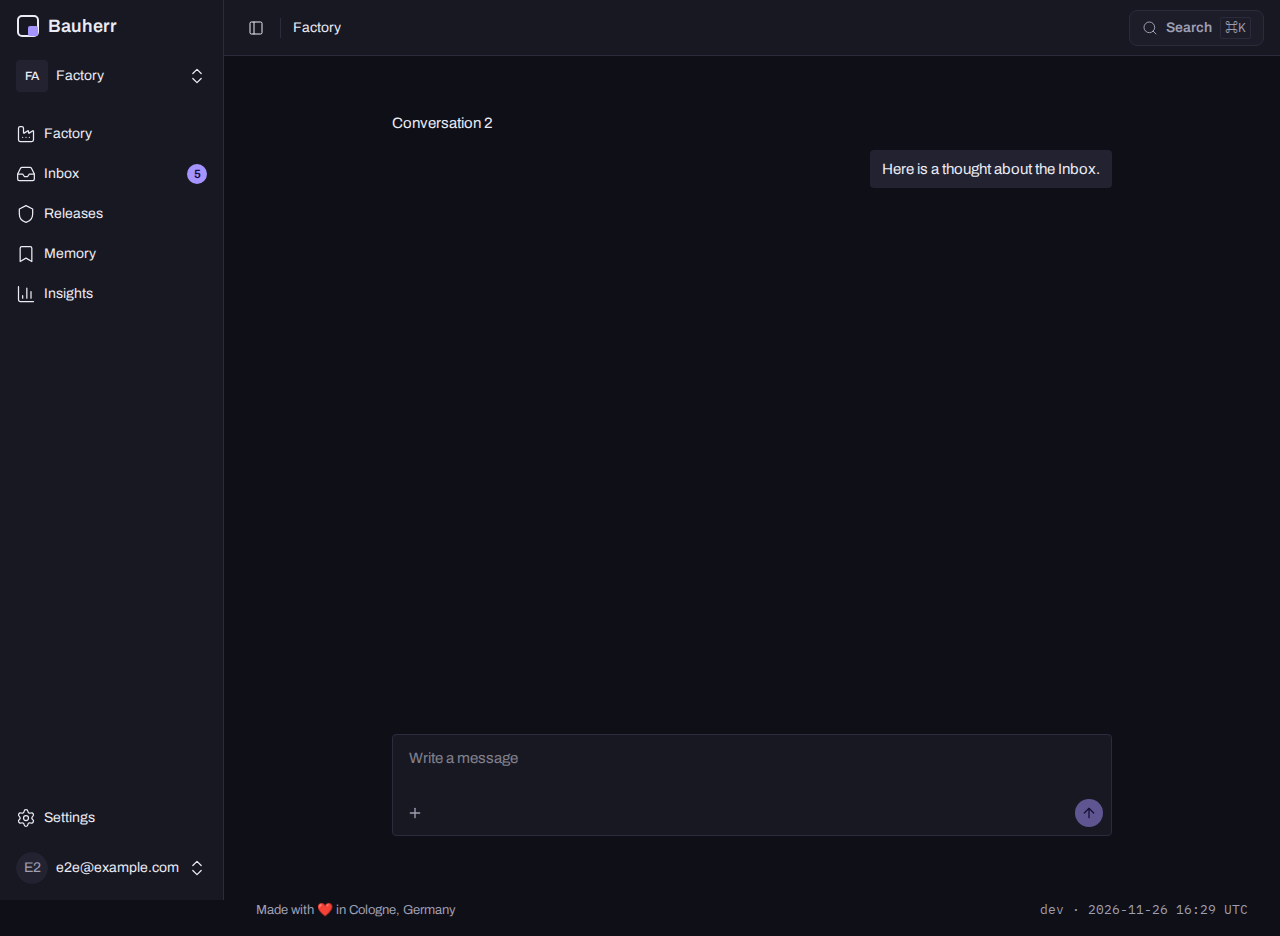 Bauherr
FA Factory
Factory
Inbox 5
Releases
Memory
Insights
Settings
E2 e2e@example.com
Factory
Search ⌘K
Conversation 2
Here is a thought about the Inbox.
Write a message
Made with ❤️ in Cologne, Germany
dev · 2026-11-26 16:29 UTC